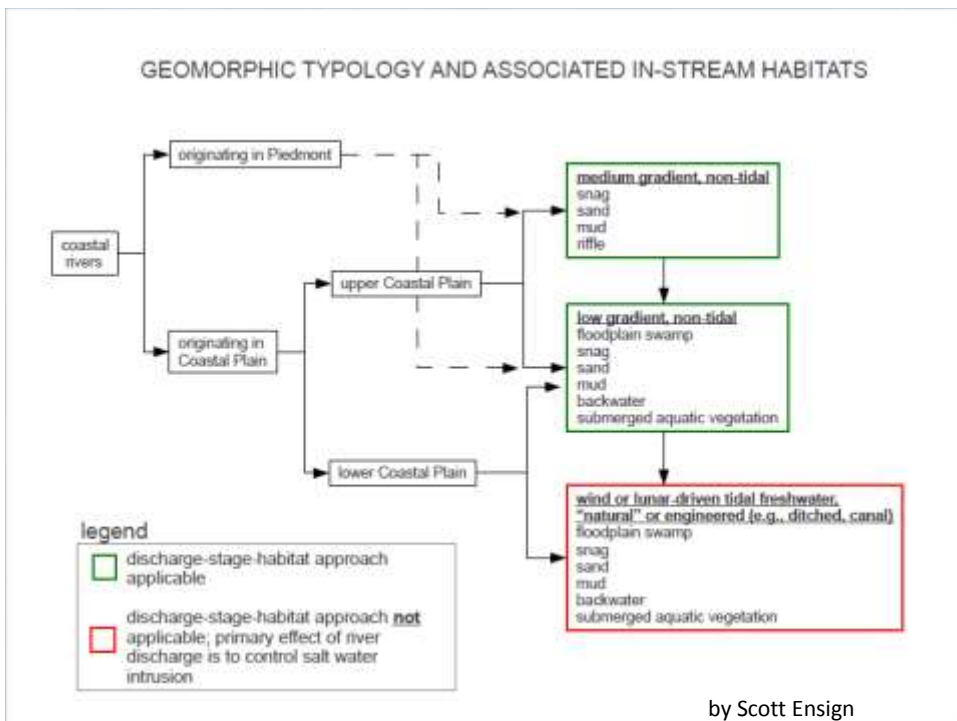 GEOMORPHIC TYPOLOGY AND ASSOCIATED IN-STREAM HABITATS
originating in Piedmont
coastal
rivers
originating in
Coastal Plain
upper Coastal Plain
lower Coastal Plain
medium gradient, non-tidal
snag
sand
mud
riffle
low gradient, non-tidal
floodplain swamp
snag
sand
mud
backwater
submerged aquatic vegetation
wind or lunar-driven tidal freshwater,
"natural" or engineered (e.g., ditched, canal)
floodplain swamp
snag
sand
mud
backwater
submerged aquatic vegetation
legend
discharge-stage-habitat approach
applicable
discharge-stage-habitat approach not
applicable; primary effect of river
discharge is to control salt water
intrusion
by Scott Ensign